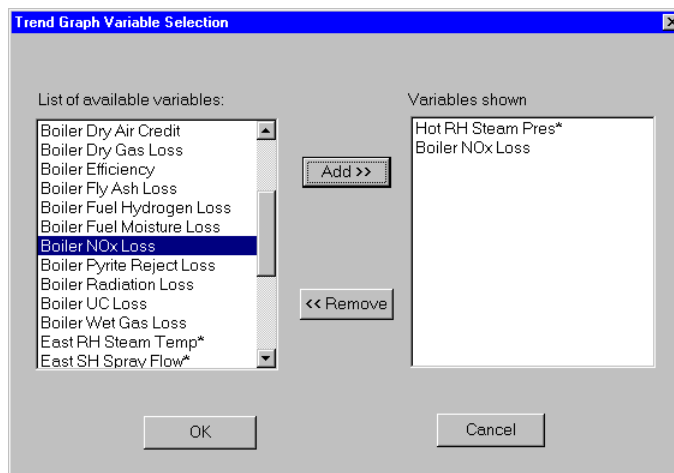 Trend Graph Variable Selection
List of available variables:
Boiler Dry Air Credit
Boiler Dry Gas Loss
Boiler Efficiency
Boiler Fly Ash Loss
Boiler Fuel Hydrogen Loss
Boiler Fuel Moisture Loss
Boiler NOx Loss
Boiler Pyrite Reject Loss
Boiler Radiation Loss
Boiler UC Loss
Boiler Wet Gas Loss
East RH Steam Temp*
East SH Spray Flow*
Add >>
<< Remove
Variables shown
Hot RH Steam Pres*
Boiler NOx Loss
OK
Cancel